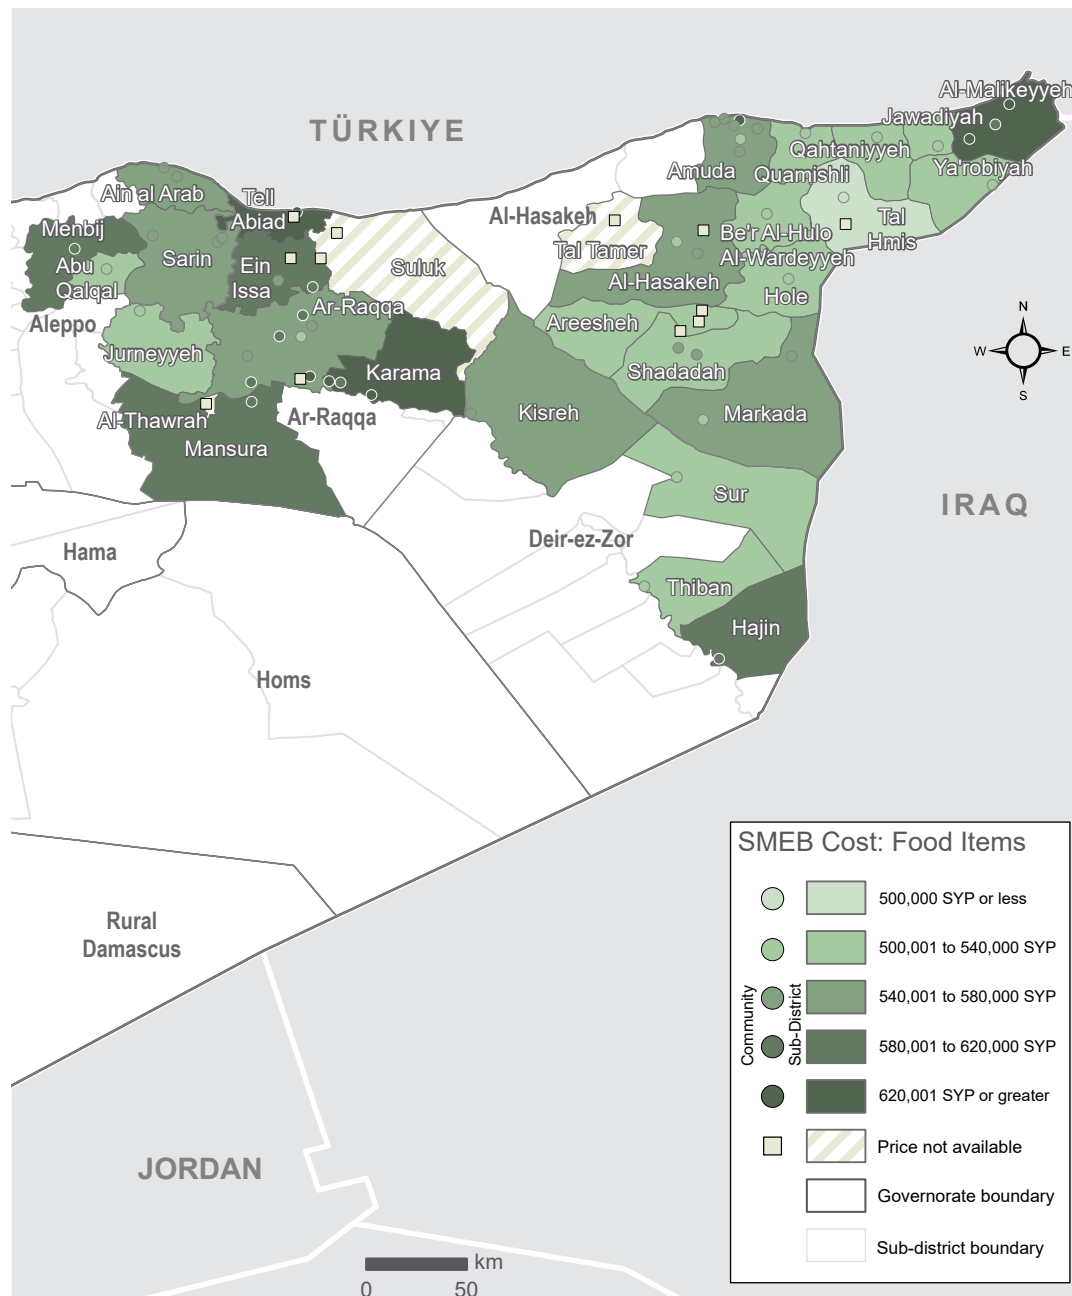 TÜRKIYE
Al-Malikeyyeh
Jawadiyah
Qahtaniyyeh
Ya'robiyah
Amuda
Quamishli
Ain al Arab
Tell
Abiad
Al-Hasakeh
Tal
Hmis
Menbij
Be'r Al-Hulo
Al-Wardeyyeh
Tal Tamer
Abu
Qalqal
Sarin
Ein
Issa
Suluk
Al-Hasakeh
Hole
Aleppo
Ar-Raqqa
Areesheh
Jurneyyeh
Karama
Shadadah
N
W
E
S
Al-Thawrah
Ar-Raqqa
Kisreh
Markada
Mansura
Sur
IRAQ
Hama
Deir-ez-Zor
Thiban
Hajin
Homs
Rural
Damascus
JORDAN
km
0 50
SMEB Cost: Food Items
Community
Sub-District
500,000 SYP or less
500,001 to 540,000 SYP
540,001 to 580,000 SYP
580,001 to 620,000 SYP
620,001 SYP or greater
Price not available
Governorate boundary
Sub-district boundary